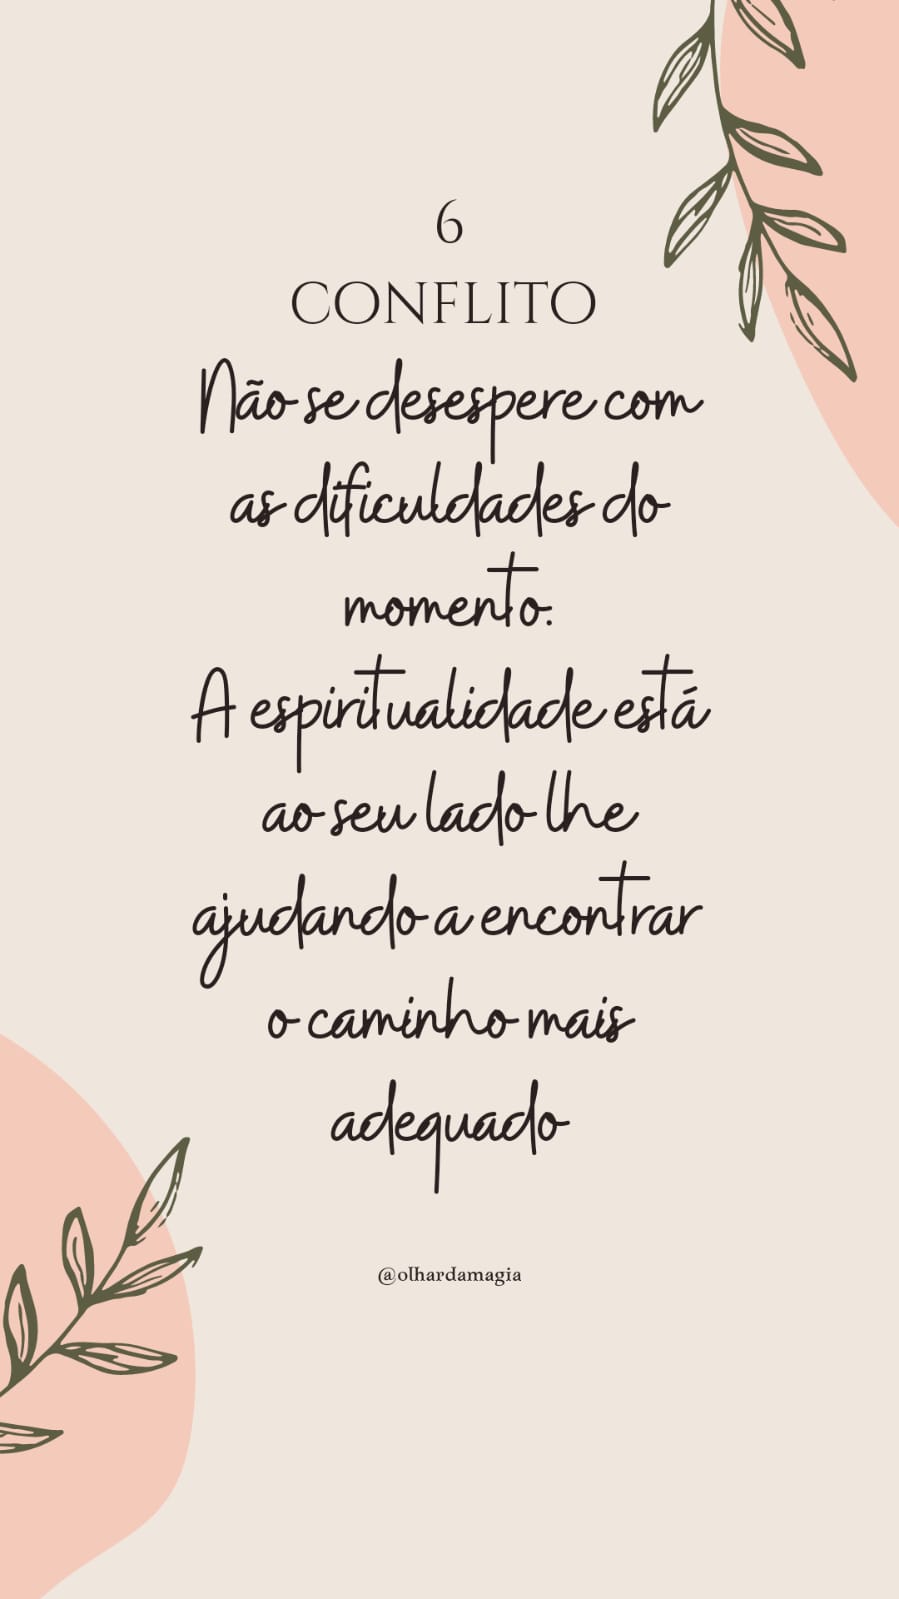 6
CONFLITO
Não se desespere com
as dificuldades do
momento.
A espiritualidade está
ao seu lado lhe
ajudando a encontrar
o caminho mais
adequado
@olhardamagia